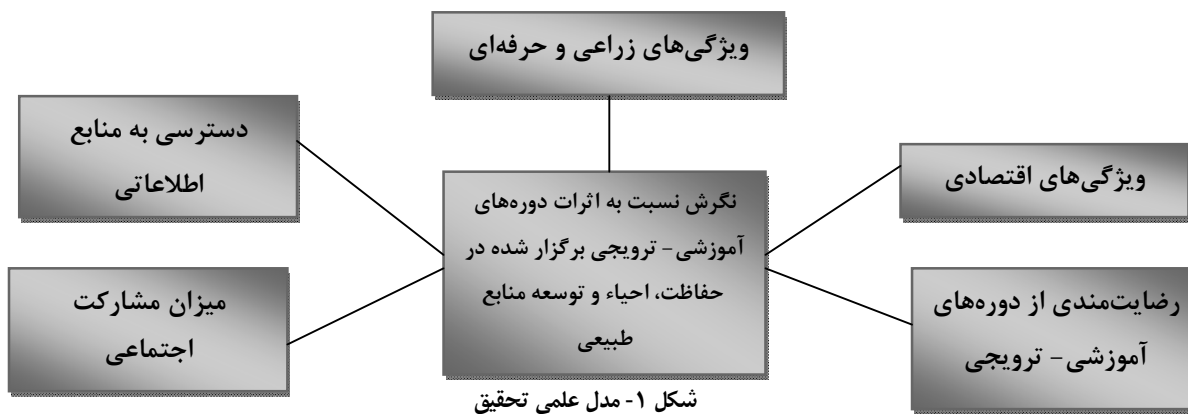 ویژگی‌های زراعی و حرفه‌ای
دسترسی به منابع
اطلاعاتی
ویژگی‌های اقتصادی
نگرش نسبت به اثرات دوره‌های
آموزشی- ترویجی برگزار شده در
حفاظت، احیاء و توسعه منابع
طبیعی
میزان مشارکت
اجتماعی
رضایت‌مندی از دوره‌های
آموزشی- ترویجی
شکل ۱- مدل علمی تحقیق